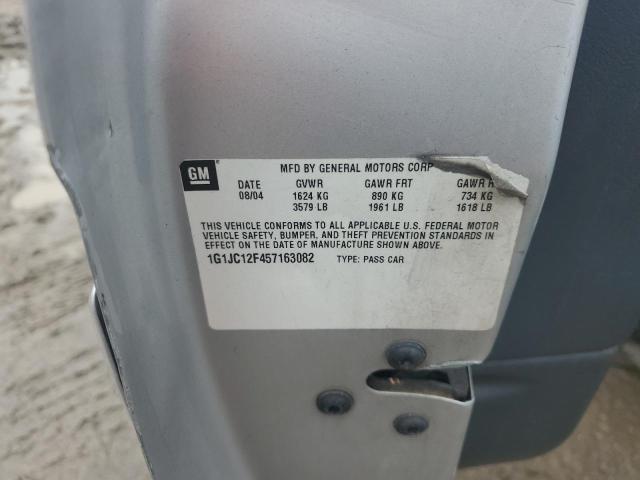 GM
MFD BY GENERAL MOTORS CORP
DATE GVWR GAWR FRT GAWR R
08/04 1624 KG 890 KG 734 KG
3579 LB 1961 LB 1618 LB
THIS VEHICLE CONFORMS TO ALL APPLICABLE U.S. FEDERAL MOTOR
VEHICLE SAFETY, BUMPER, AND THEFT PREVENTION STANDARDS IN
EFFECT ON THE DATE OF MANUFACTURE SHOWN ABOVE.
1G1JC12F457163082 TYPE: PASS CAR